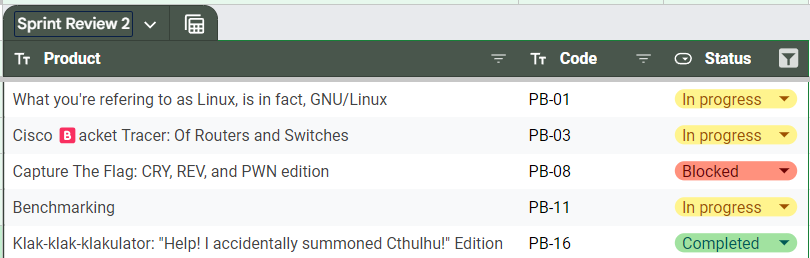 Sprint Review 2
Tт Product Tт Code Status
What you're refering to as Linux, is in fact, GNU/Linux PB-01 In progress
Cisco 🅱️acket Tracer: Of Routers and Switches PB-03 In progress
Capture The Flag: CRY, REV, and PWN edition PB-08 Blocked
Benchmarking PB-11 In progress
Klak-klak-klakulator: "Help! I accidentally summoned Cthulhu!" Edition PB-16 Completed